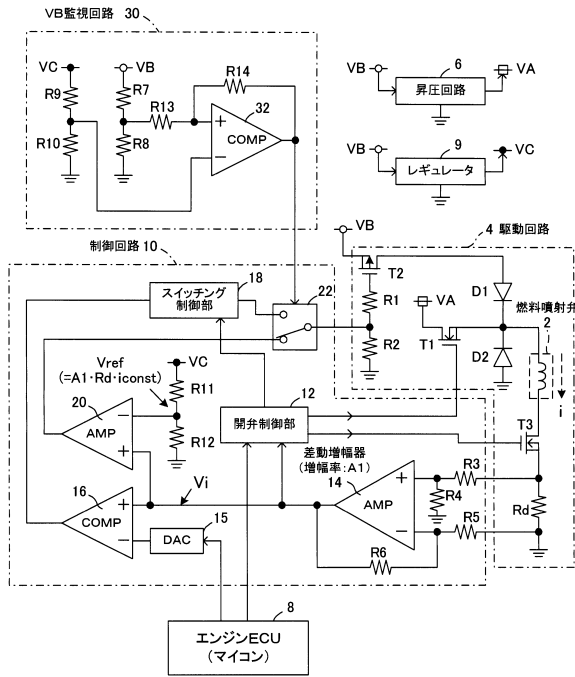 VB監視回路 30
VC
VB
R9
R7
R14
R13
32
R10
R8
+
COMP
−
VB
6
VA
昇圧回路
VB
9
VC
レギュレータ
4 駆動回路
VB
制御回路 10
T2
18
スイッチング
制御部
22
R1
R2
VA
T1
D1
D2
燃料噴射弁
2
i
Vref
(=A1·Rd·iconst)
VC
R11
R12
20
−
AMP
+
12
開弁制御部
T3
差動増幅器
(増幅率:A1)
14
+
AMP
−
R3
R4
R5
R6
Rd
16
+
COMP
−
Vi
15
DAC
8
エンジンECU
(マイコン)